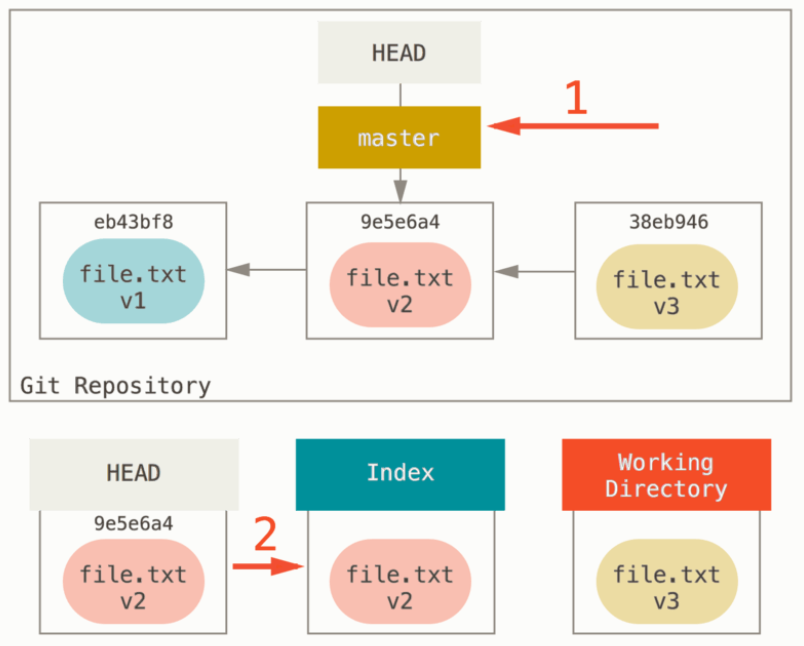 HEAD
1
master
eb43bf8
9e5e6a4
38eb946
file.txt
v1
file.txt
v2
file.txt
v3
Git Repository
HEAD
Index
Working
Directory
9e5e6a4
2
file.txt
v2
file.txt
v2
file.txt
v3